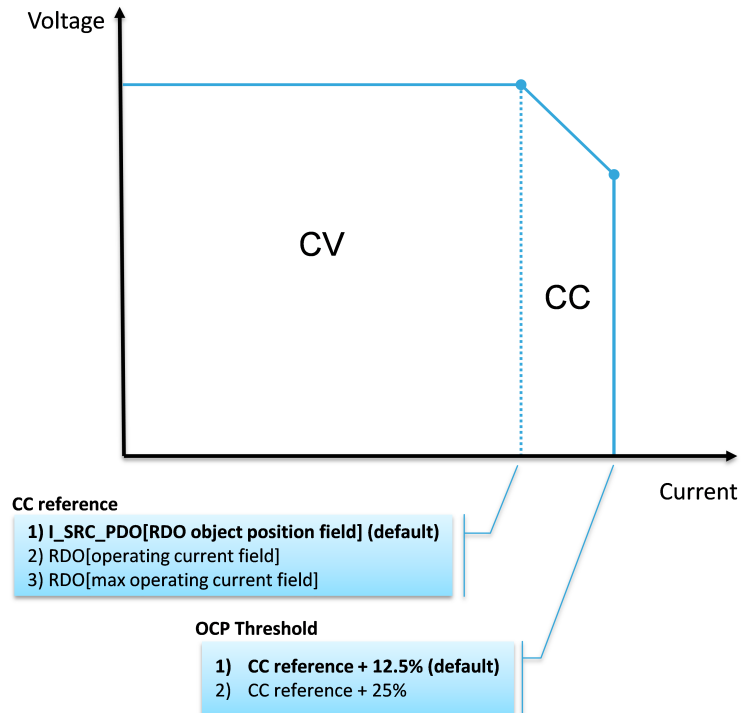 Voltage
CV
CC
Current
CC reference
1) I_SRC_PDO[RDO object position field] (default)
2) RDO[operating current field]
3) RDO[max operating current field]
OCP Threshold
1) CC reference + 12.5% (default)
2) CC reference + 25%